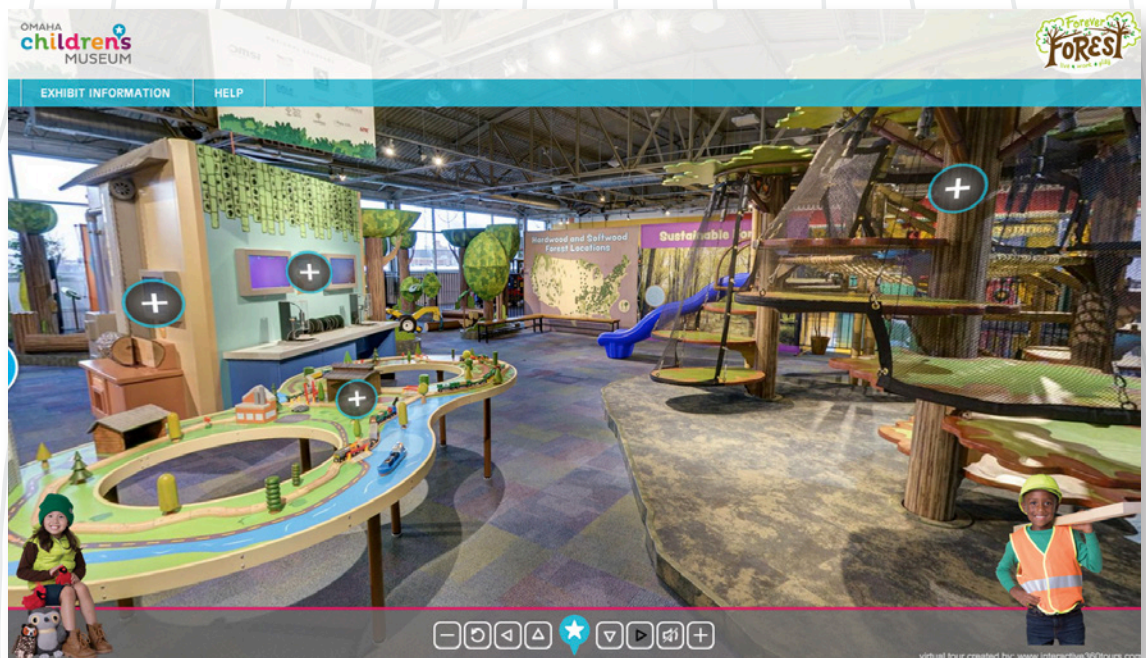 OMAHA
children's
MUSEUM
Forever
FOREST
EXHIBIT INFORMATION
HELP
Hardwood and Softwood
Forest Locations
Sustainable
STATION
virtual tour created by: www.interactive360tours.com